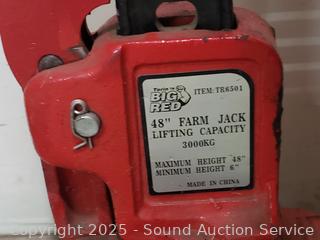 Torin
BIG
RED
ITEM:TR6501
48" FARM JACK
LIFTING CAPACITY
3000KG
MAXIMUM HEIGHT 48"
MINIMUM HEIGHT 6"
MADE IN CHINA
Copyright 2025 - Sound Auction Service